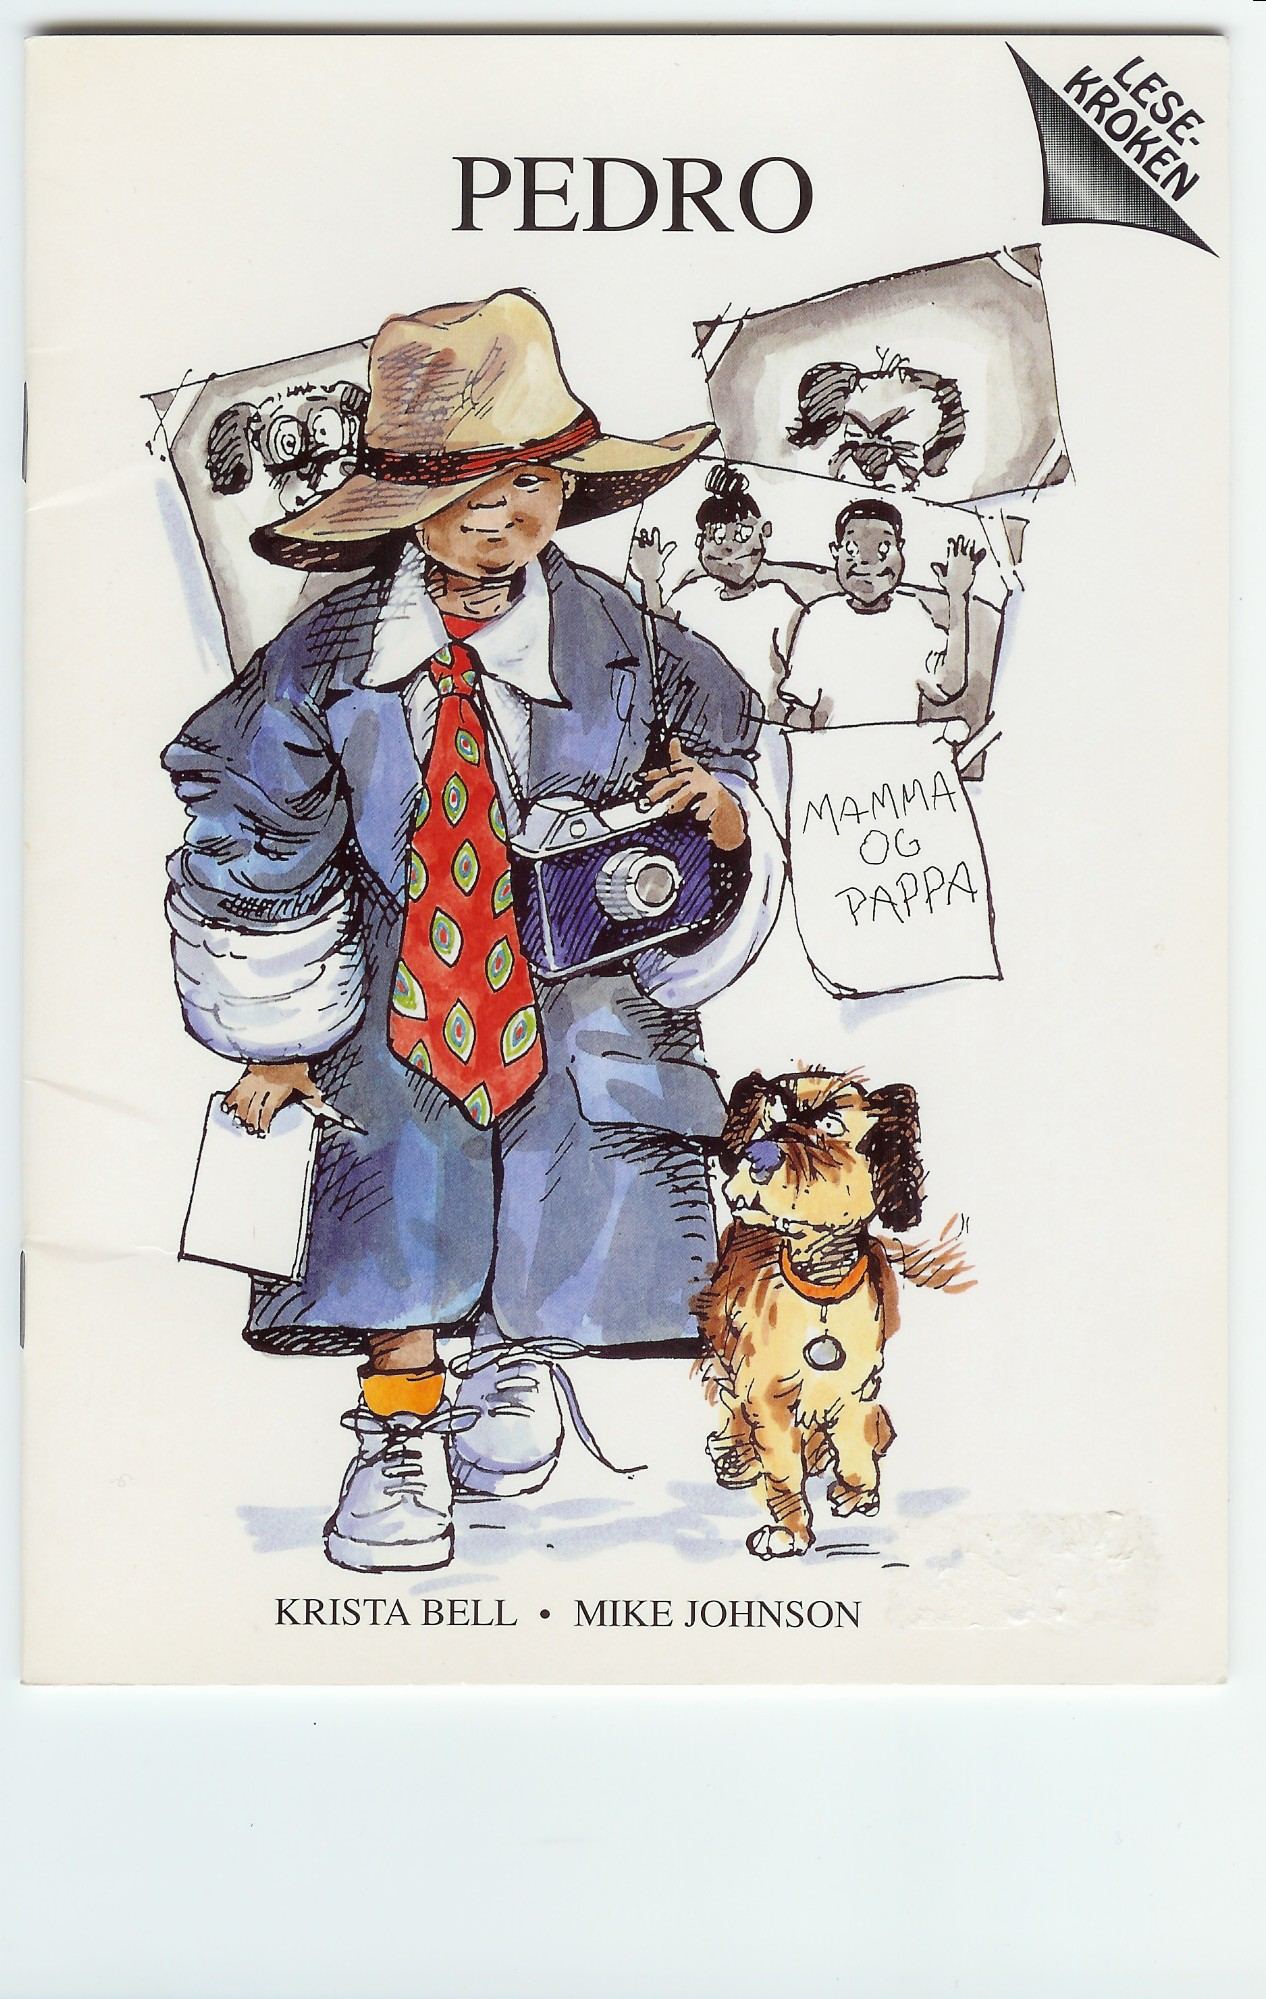 LESE-
KROKEN
PEDRO
MAMMA
OG
PAPPA
KRISTA BELL • MIKE JOHNSON